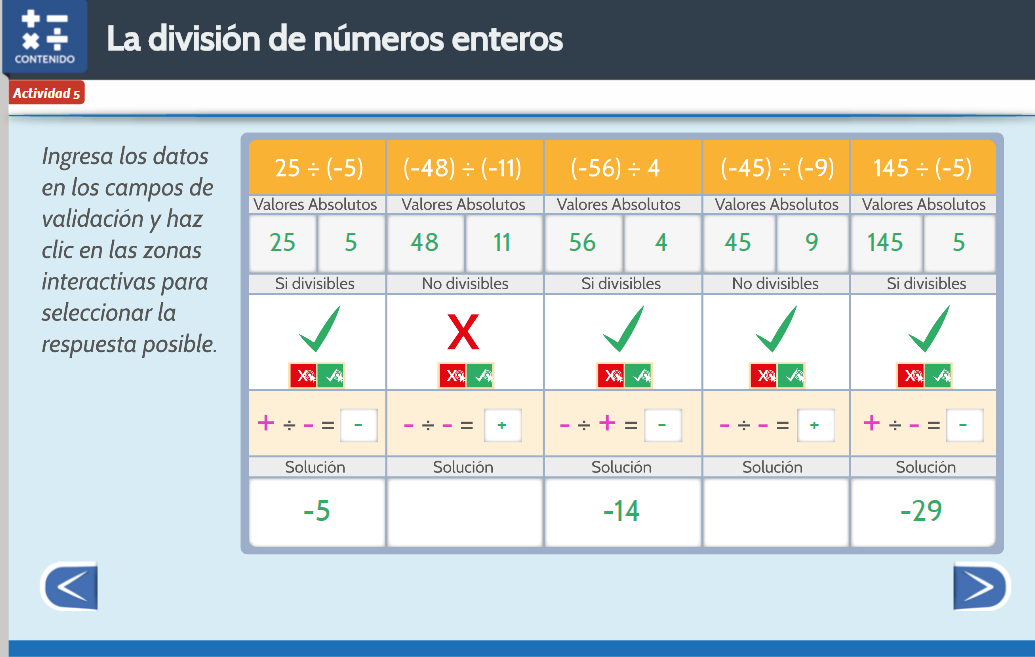 CONTENIDO
La división de números enteros
Actividad 5
Ingresa los datos
en los campos de
validación y haz
clic en las zonas
interactivas para
seleccionar la
respuesta posible.
25 ÷ (-5) (-48) ÷ (-11) (-56) ÷ 4 (-45) ÷ (-9) 145 ÷ (-5)
Valores Absolutos Valores Absolutos Valores Absolutos Valores Absolutos Valores Absolutos
25 5 48 11 56 4 45 9 145 5
Si divisibles No divisibles Si divisibles No divisibles Si divisibles
+ ÷ - = - - ÷ - = + - ÷ + = - - ÷ - = + + ÷ - = -
Solución Solución Solución Solución Solución
-5 -14 -29